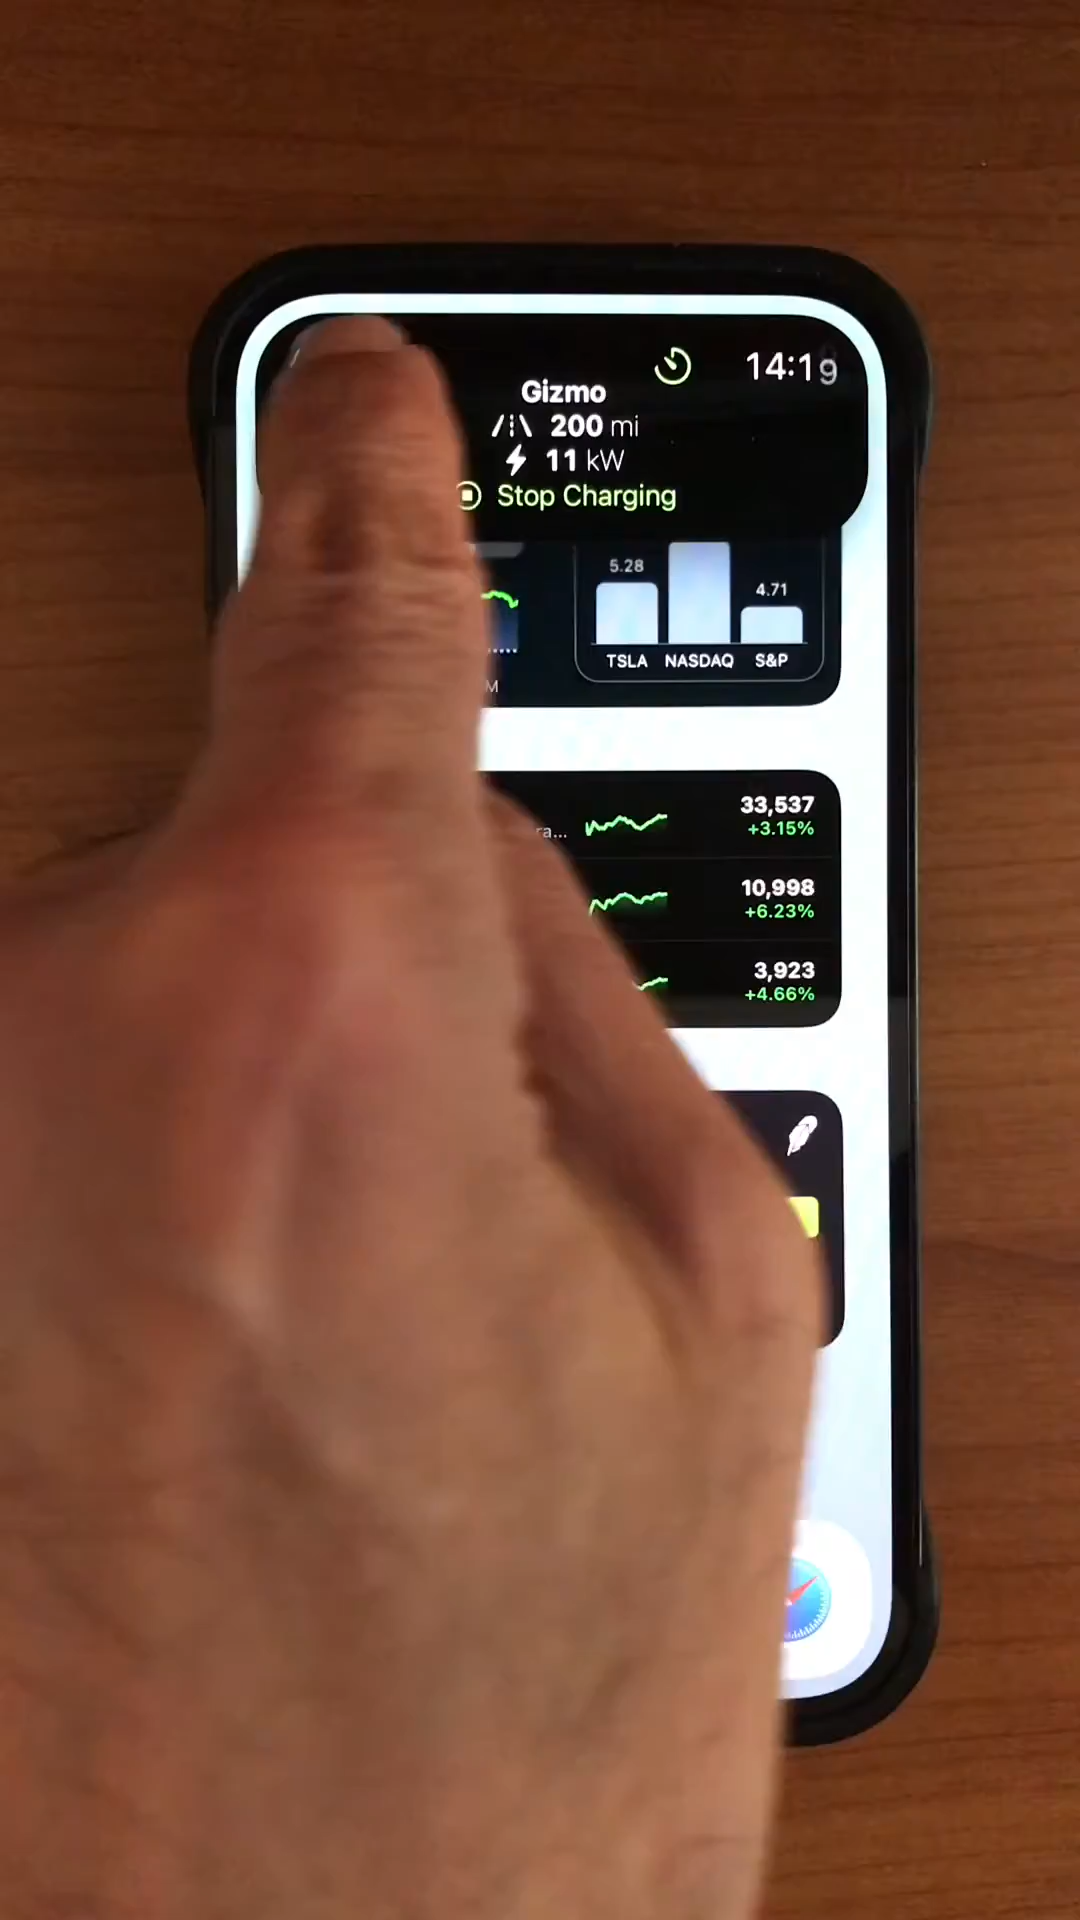 14:19
Gizmo
200 mi
11 kW
Stop Charging
5.28
4.71
TSLA NASDAQ S&P
M
33,537
ra...
+3.15%
10,998
+6.23%
3,923
+4.66%